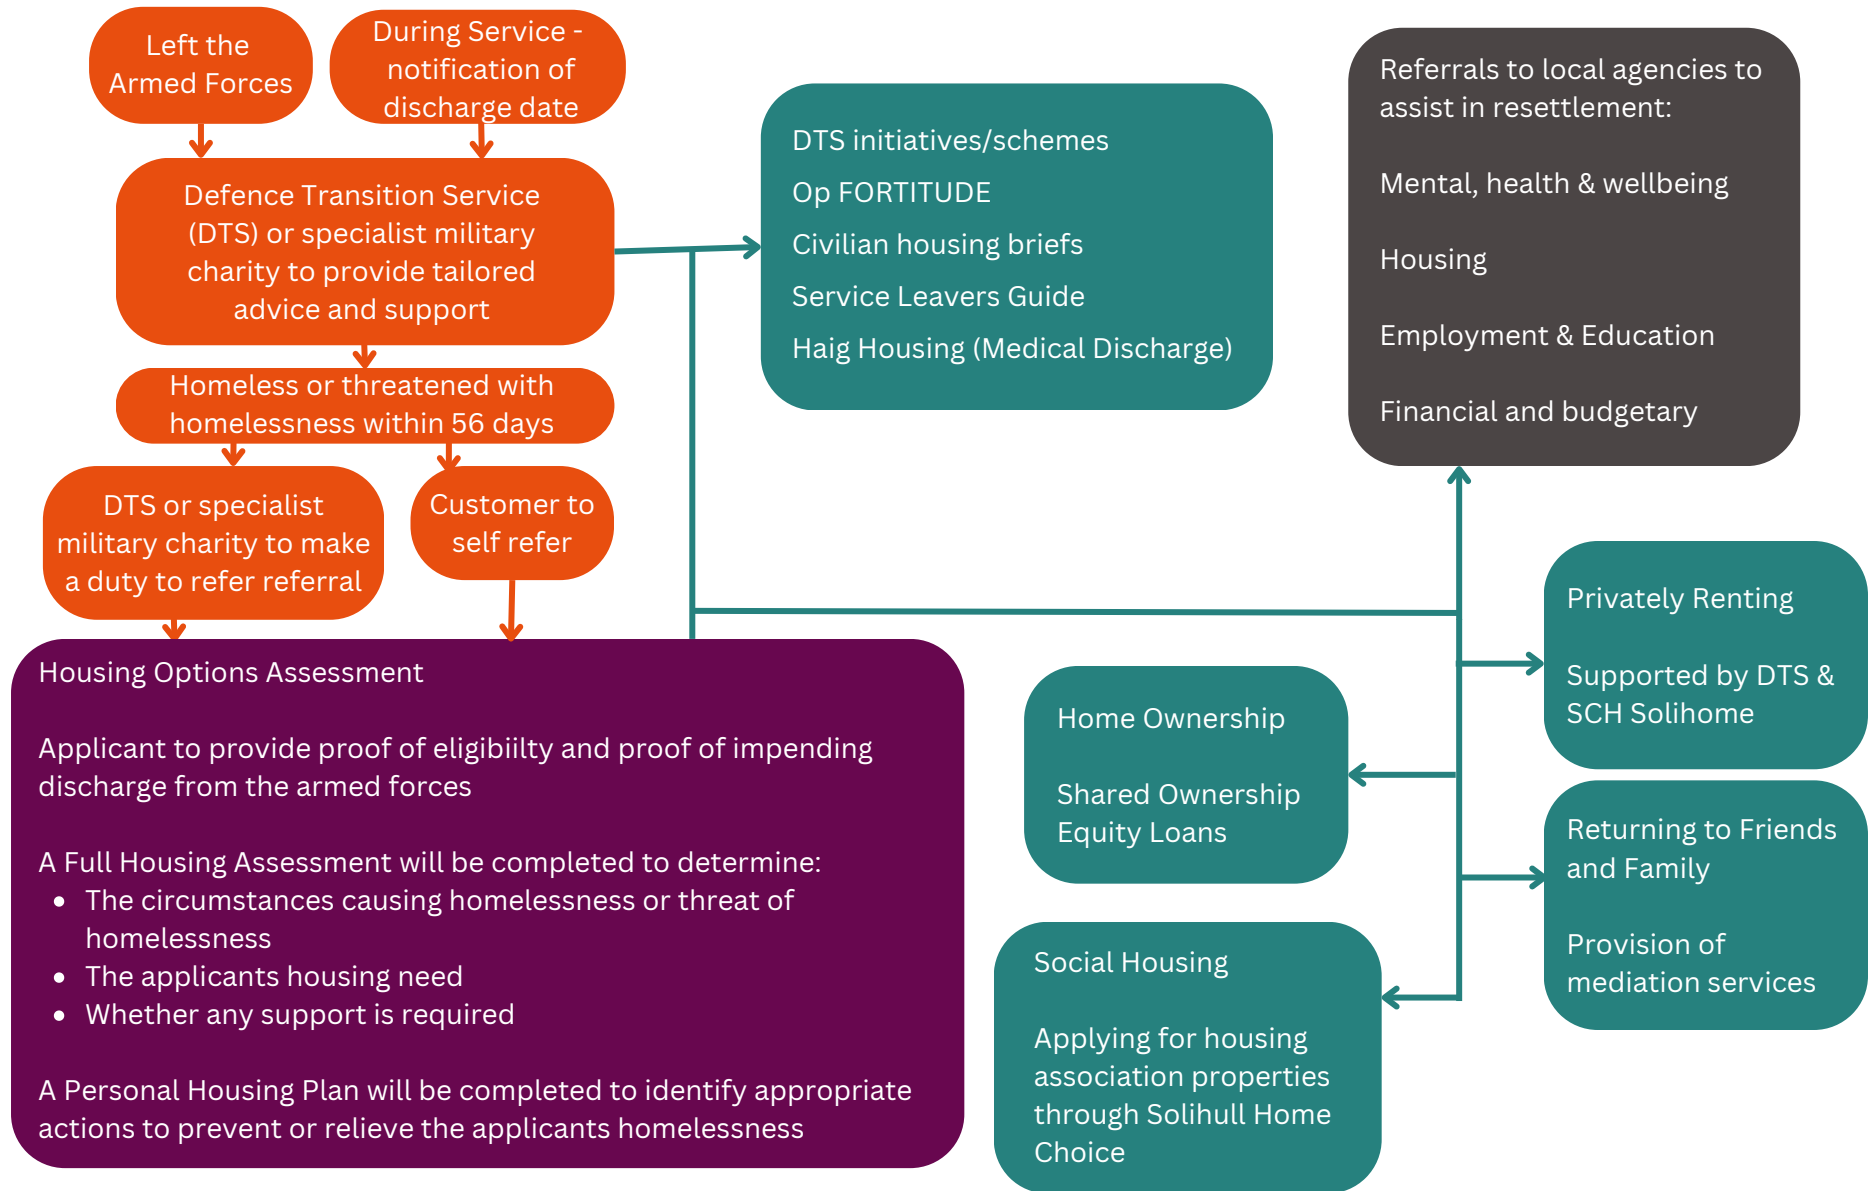 Left the
Armed Forces
During Service -
notification of
discharge date
Defence Transition Service
(DTS) or specialist military
charity to provide tailored
advice and support
Homeless or threatened with
homelessness within 56 days
DTS or specialist
military charity to make
a duty to refer referral
Customer to
self refer
Housing Options Assessment
Applicant to provide proof of eligibiilty and proof of impending
discharge from the armed forces
A Full Housing Assessment will be completed to determine:
• The circumstances causing homelessness or threat of
homelessness
• The applicants housing need
• Whether any support is required
A Personal Housing Plan will be completed to identify appropriate
actions to prevent or relieve the applicants homelessness
DTS initiatives/schemes
Op FORTITUDE
Civilian housing briefs
Service Leavers Guide
Haig Housing (Medical Discharge)
Referrals to local agencies to
assist in resettlement:
Mental, health & wellbeing
Housing
Employment & Education
Financial and budgetary
Privately Renting
Supported by DTS &
SCH Solihome
Home Ownership
Shared Ownership
Equity Loans
Returning to Friends
and Family
Provision of
mediation services
Social Housing
Applying for housing
association properties
through Solihull Home
Choice